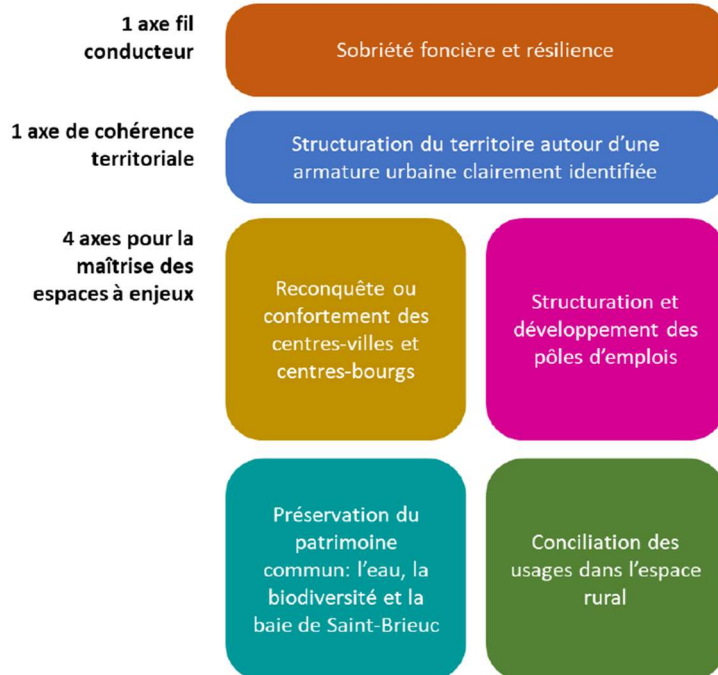 1 axe fil
conducteur
Sobriété foncière et résilience
1 axe de cohérence
territoriale
Structuration du territoire autour d’une
armature urbaine clairement identifiée
4 axes pour la
maîtrise des
espaces à enjeux
Reconquête ou
confortement des
centres-villes et
centres-bourgs
Structuration et
développement des
pôles d’emplois
Préservation du
patrimoine
commun: l’eau, la
biodiversité et la
baie de Saint-Brieuc
Conciliation des
usages dans l’espace
rural